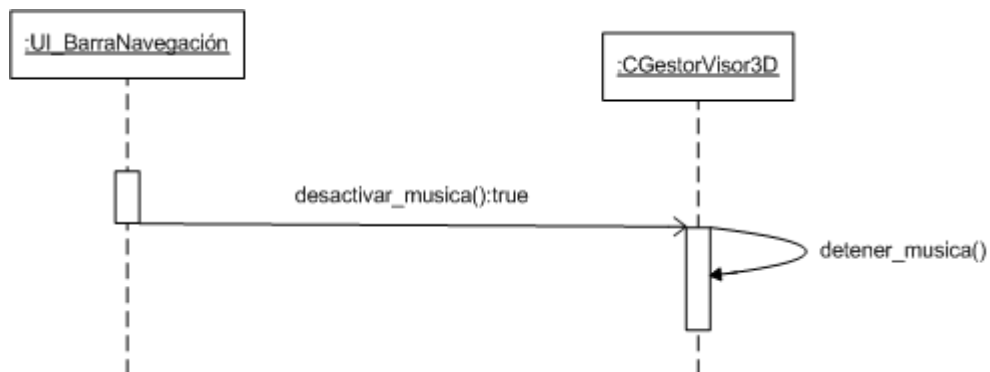 :UI_BarraNavegación
:CGestorVisor3D
desactivar_musica():true
detener_musica()